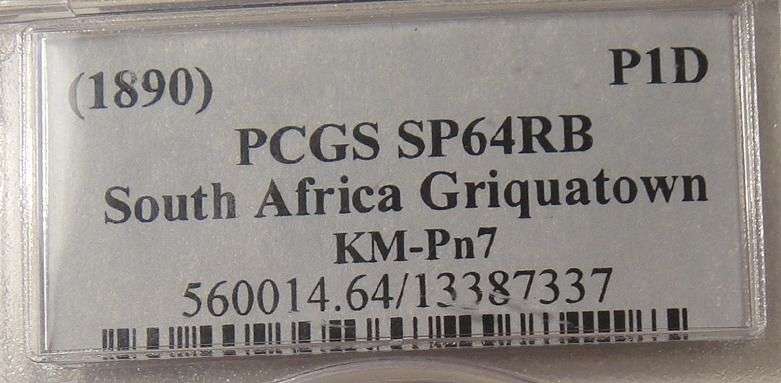 (1890) P1D
PCGS SP64RB
South Africa Griquatown
KM-Pn7
560014.64/13387337